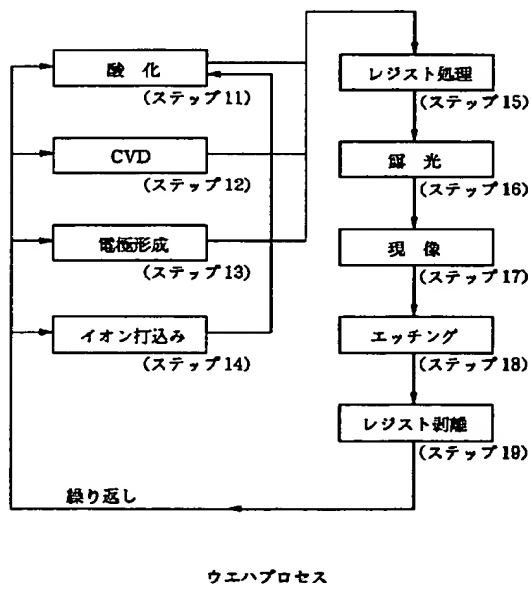 酸 化
(ステップ11)
CVD
(ステップ12)
電極形成
(ステップ13)
イオン打込み
(ステップ14)
レジスト処理
(ステップ15)
露 光
(ステップ16)
現 像
(ステップ17)
エッチング
(ステップ18)
レジスト剥離
(ステップ19)
繰り返し
ウエハプロセス